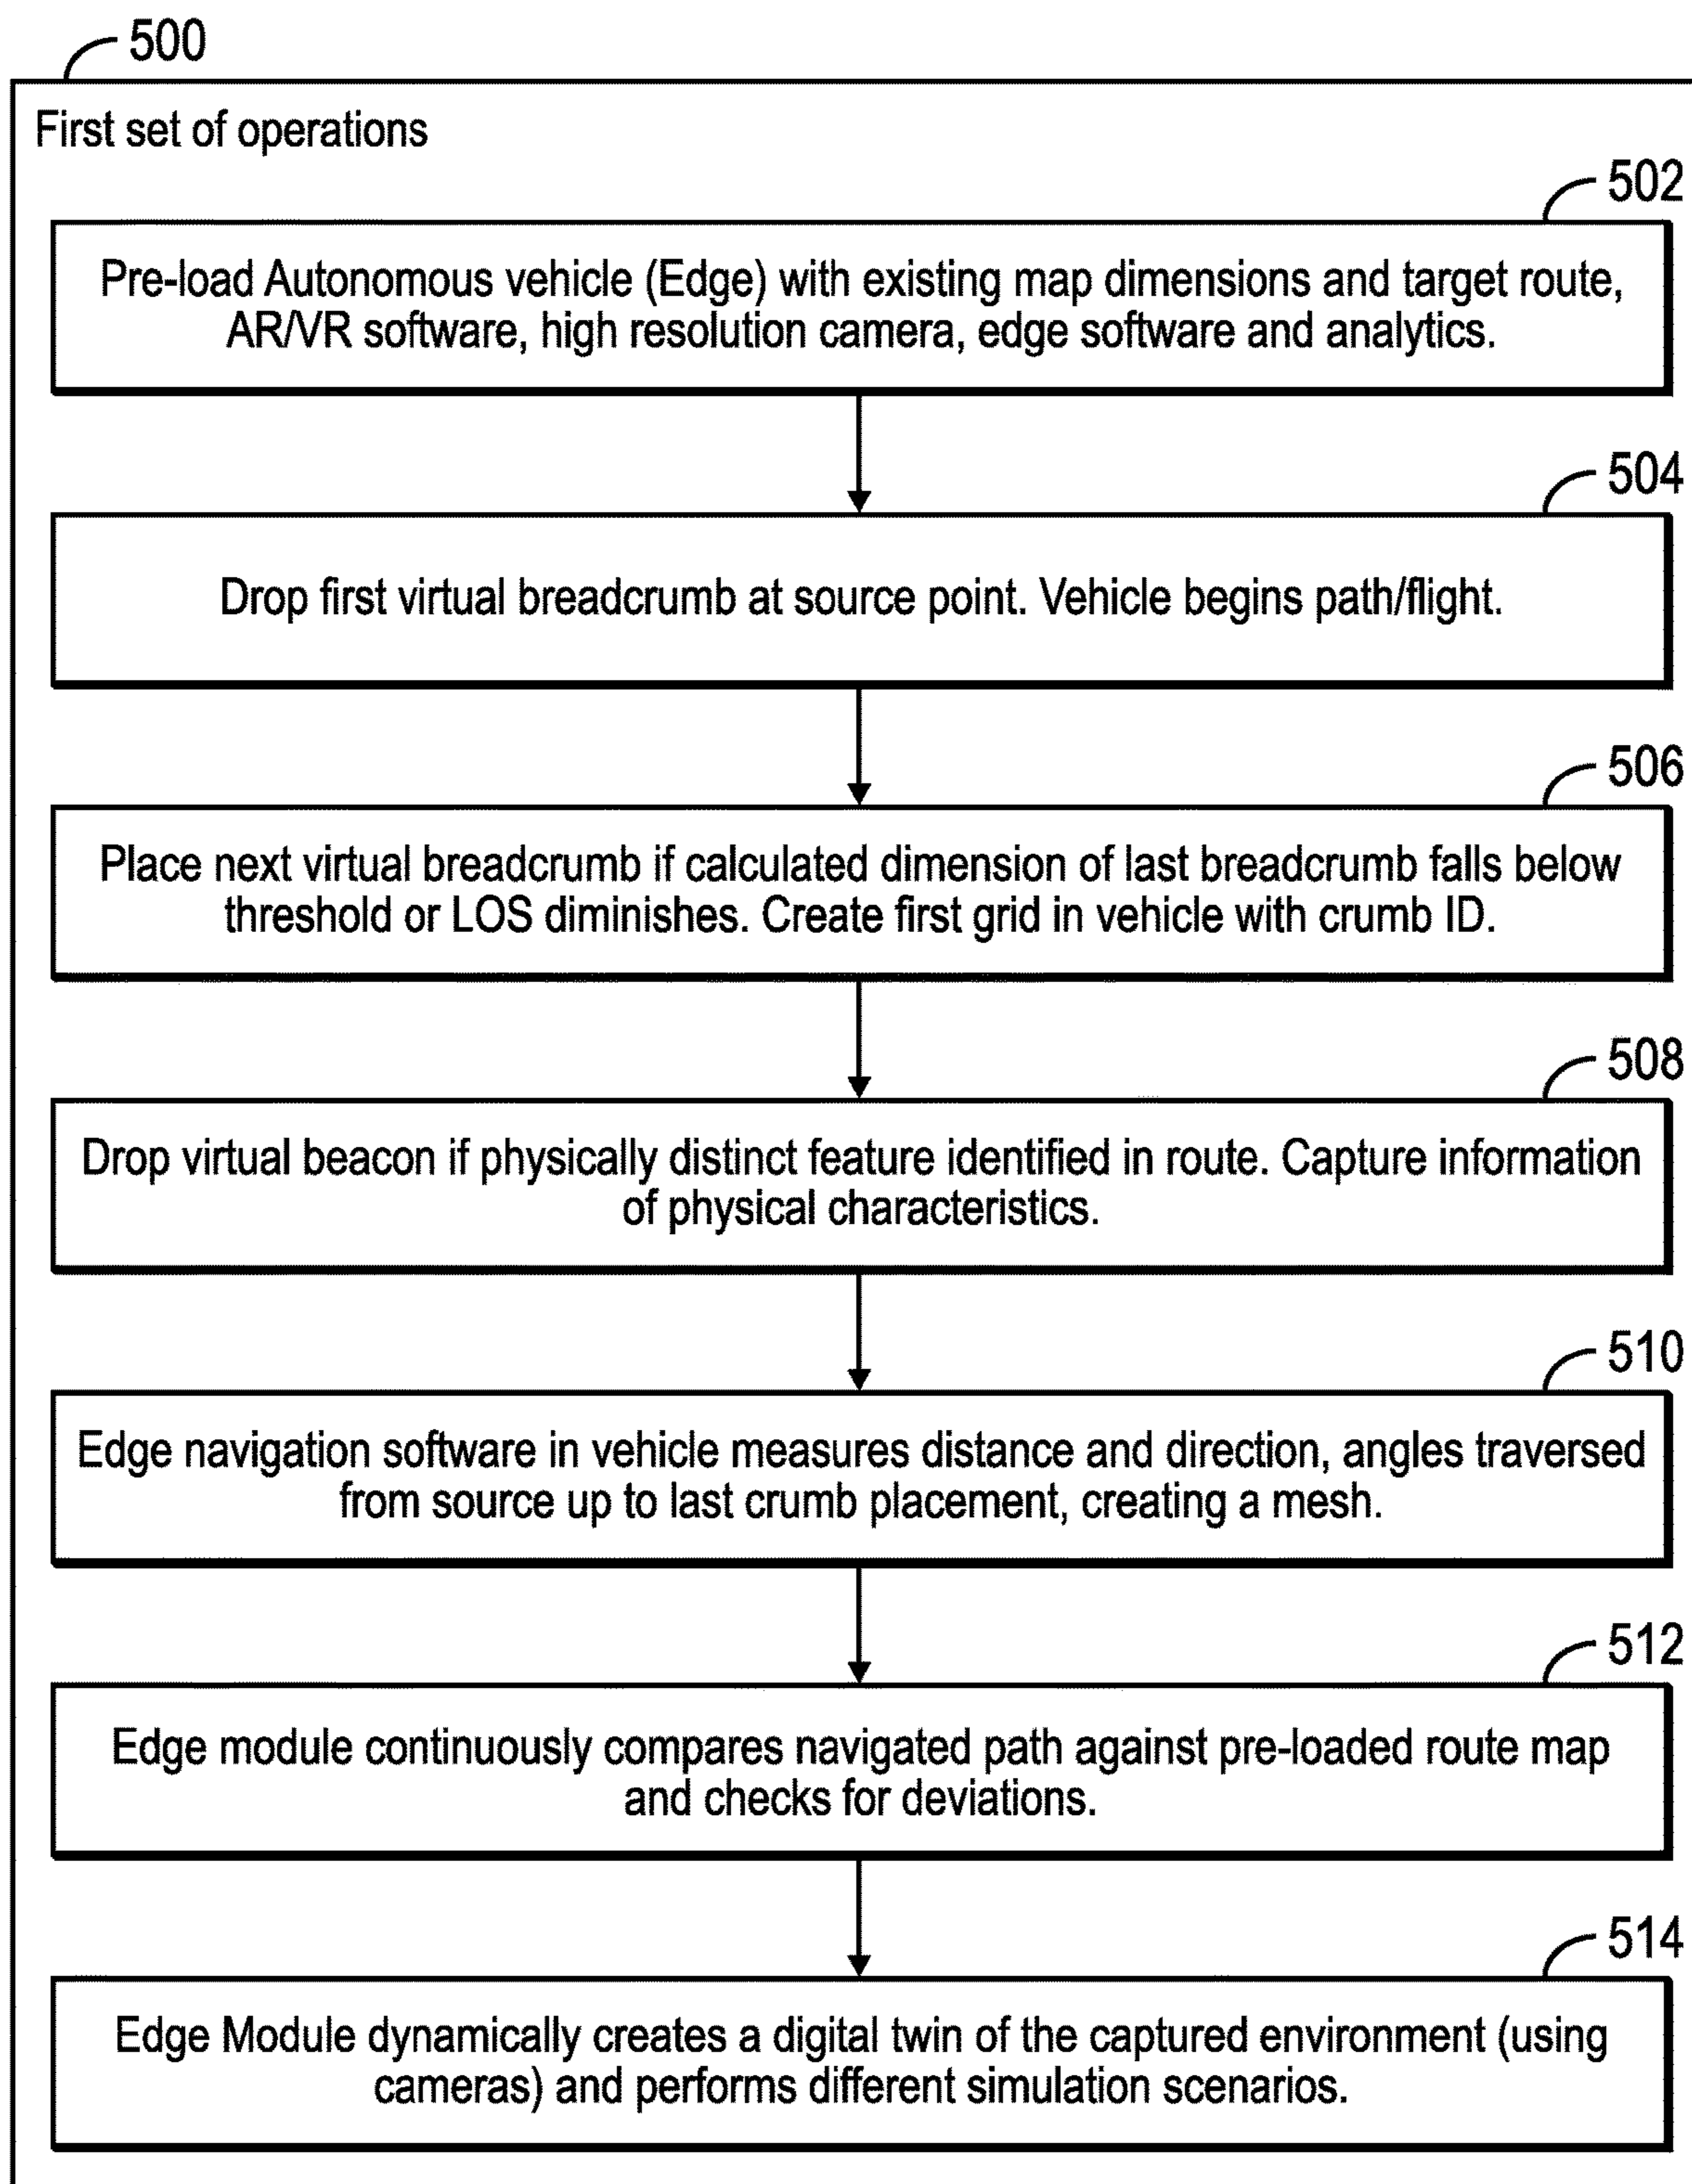 500
First set of operations
502
Pre-load Autonomous vehicle (Edge) with existing map dimensions and target route,
AR/VR software, high resolution camera, edge software and analytics.
504
Drop first virtual breadcrumb at source point. Vehicle begins path/flight.
506
Place next virtual breadcrumb if calculated dimension of last breadcrumb falls below
threshold or LOS diminishes. Create first grid in vehicle with crumb ID.
508
Drop virtual beacon if physically distinct feature identified in route. Capture information
of physical characteristics.
510
Edge navigation software in vehicle measures distance and direction, angles traversed
from source up to last crumb placement, creating a mesh.
512
Edge module continuously compares navigated path against pre-loaded route map
and checks for deviations.
514
Edge Module dynamically creates a digital twin of the captured environment (using
cameras) and performs different simulation scenarios.